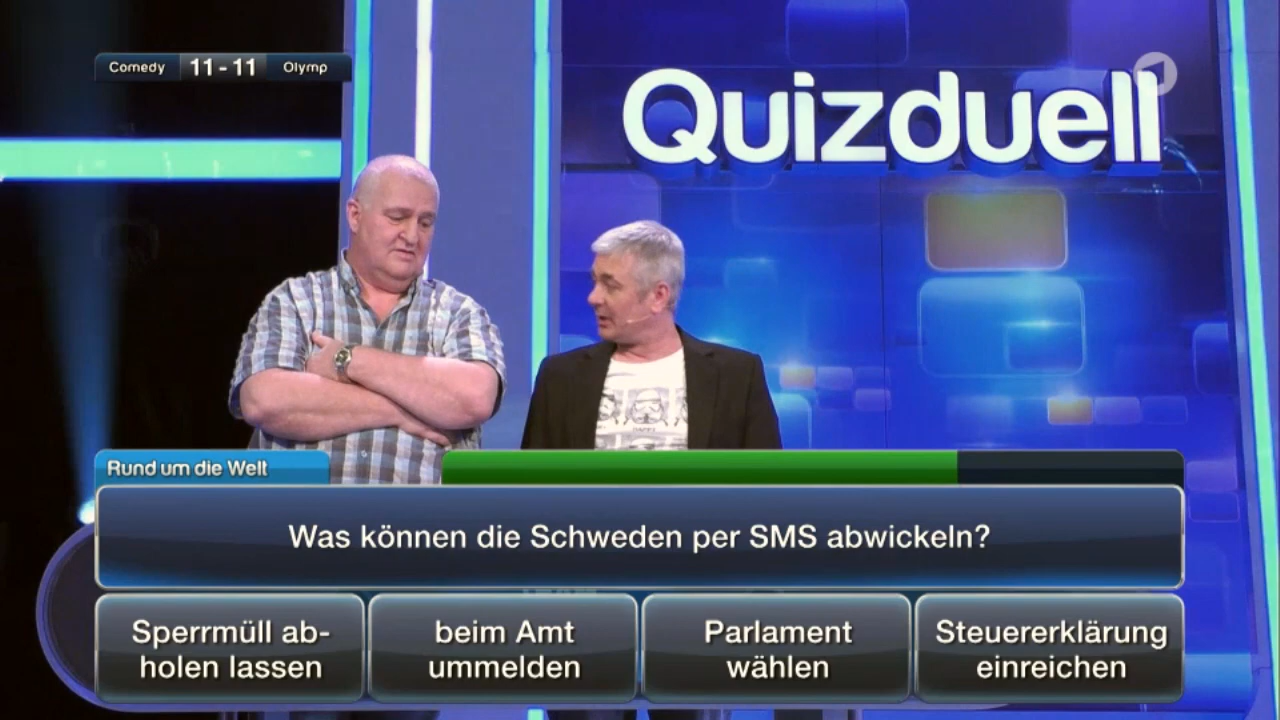 Comedy 11-11 Olymp
Quizduell
Rund um die Welt
Was können die Schweden per SMS abwickeln?
Sperrmüll ab-
holen lassen
beim Amt
ummelden
Parlament
wählen
Steuererklärung
einreichen